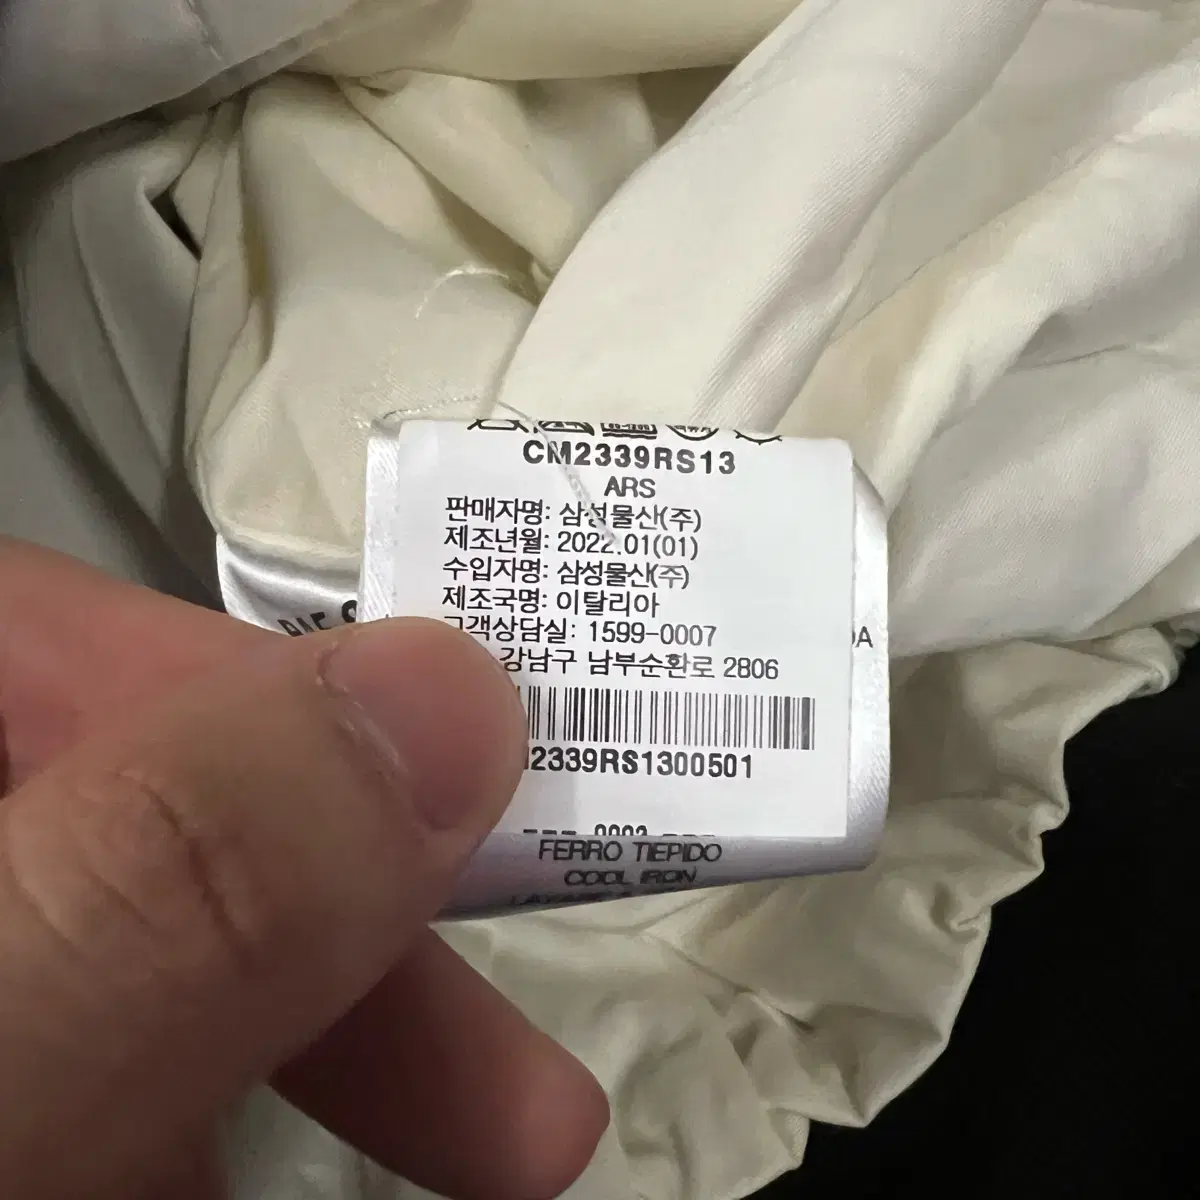 CM2339RS13
ARS
판매자명: 삼성물산(주)
제조년월: 2022.01(01)
수입자명: 삼성물산(주)
제조국명: 이탈리아
고객상담실: 1599-0007
강남구 남부순환로 2806
2339RS1300501
FERRO TIEPIDO
COOL IRON